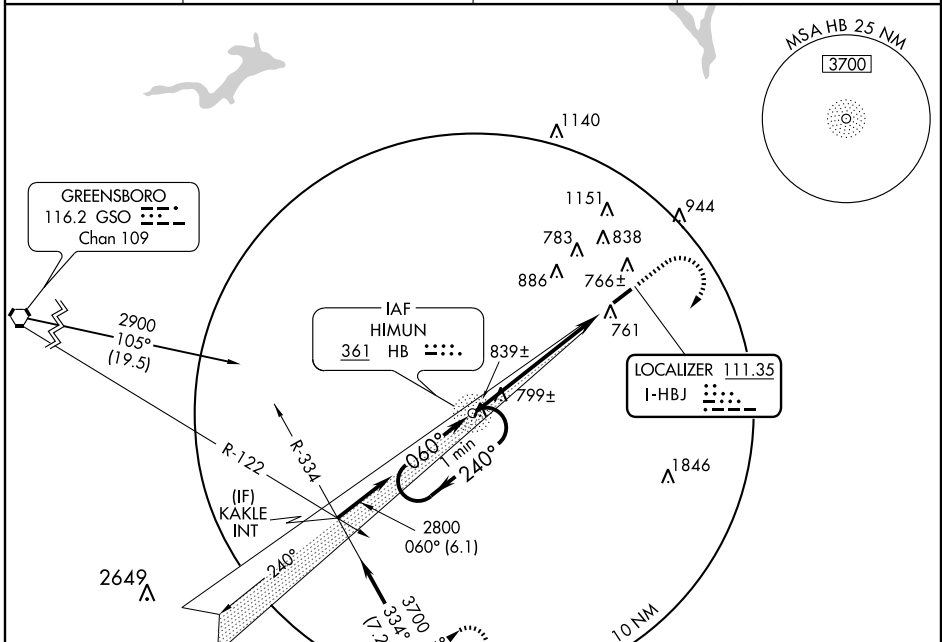 MSA HB 25 NM
3700
1140
GREENSBORO
116.2 GSO
Chan 109
1151
944
783
838
886
766±
2900
105°
(19.5)
IAF
HIMUN
361 HB
761
839±
799±
LOCALIZER 111.35
I-HBJ
R-334
R-122
060°
1 min
240°
1846
(IF)
KAKLE
INT
2800
060° (6.1)
240°
2649
3700
334°
10 NM